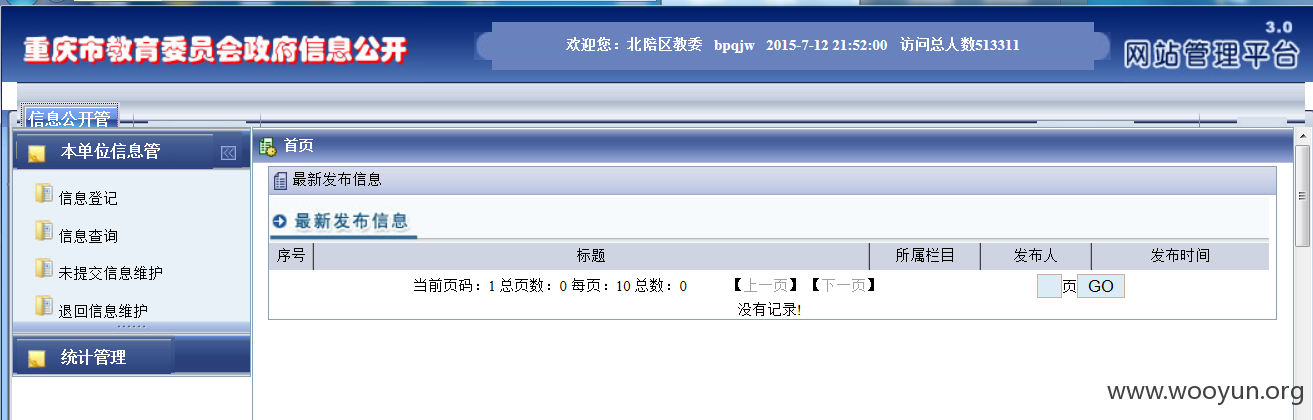 3.0
重庆市教育委员会政府信息公开
欢迎您：北陪区教委 bpqjw 2015-7-12 21:52:00 访问总人数513311
网站管理平台
信息公开管
本单位信息管
首页
最新发布信息
信息登记
最新发布信息
信息查询
序号 标题 所属栏目 发布人 发布时间
未提交信息维护
当前页码：1 总页数：0 每页：10 总数：0 【上一页】【下一页】 页 GO
退回信息维护
没有记录!
统计管理
www.wooyun.org